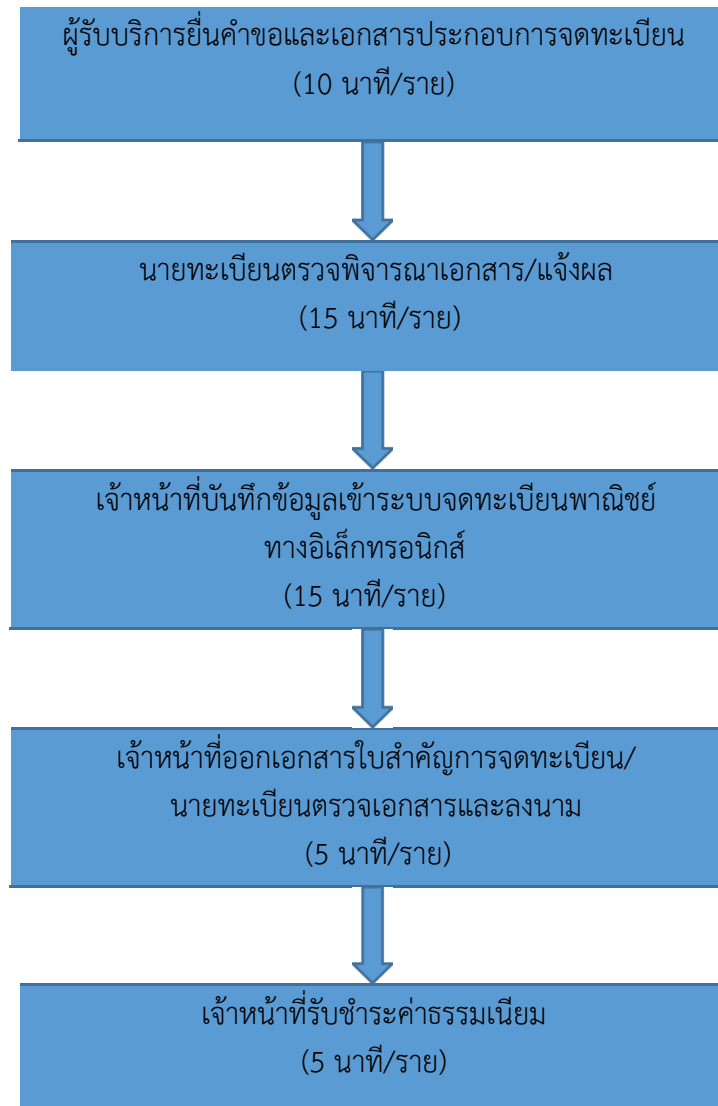 ผู้รับบริการยื่นคำขอและเอกสารประกอบการจดทะเบียน
(10 นาที/ราย)
นายทะเบียนตรวจพิจารณาเอกสาร/แจ้งผล
(15 นาที/ราย)
เจ้าหน้าที่บันทึกข้อมูลเข้าระบบจดทะเบียนพาณิชย์
ทางอิเล็กทรอนิกส์
(15 นาที/ราย)
เจ้าหน้าที่ออกเอกสารใบสำคัญการจดทะเบียน/
นายทะเบียนตรวจเอกสารและลงนาม
(5 นาที/ราย)
เจ้าหน้าที่รับชำระค่าธรรมเนียม
(5 นาที/ราย)